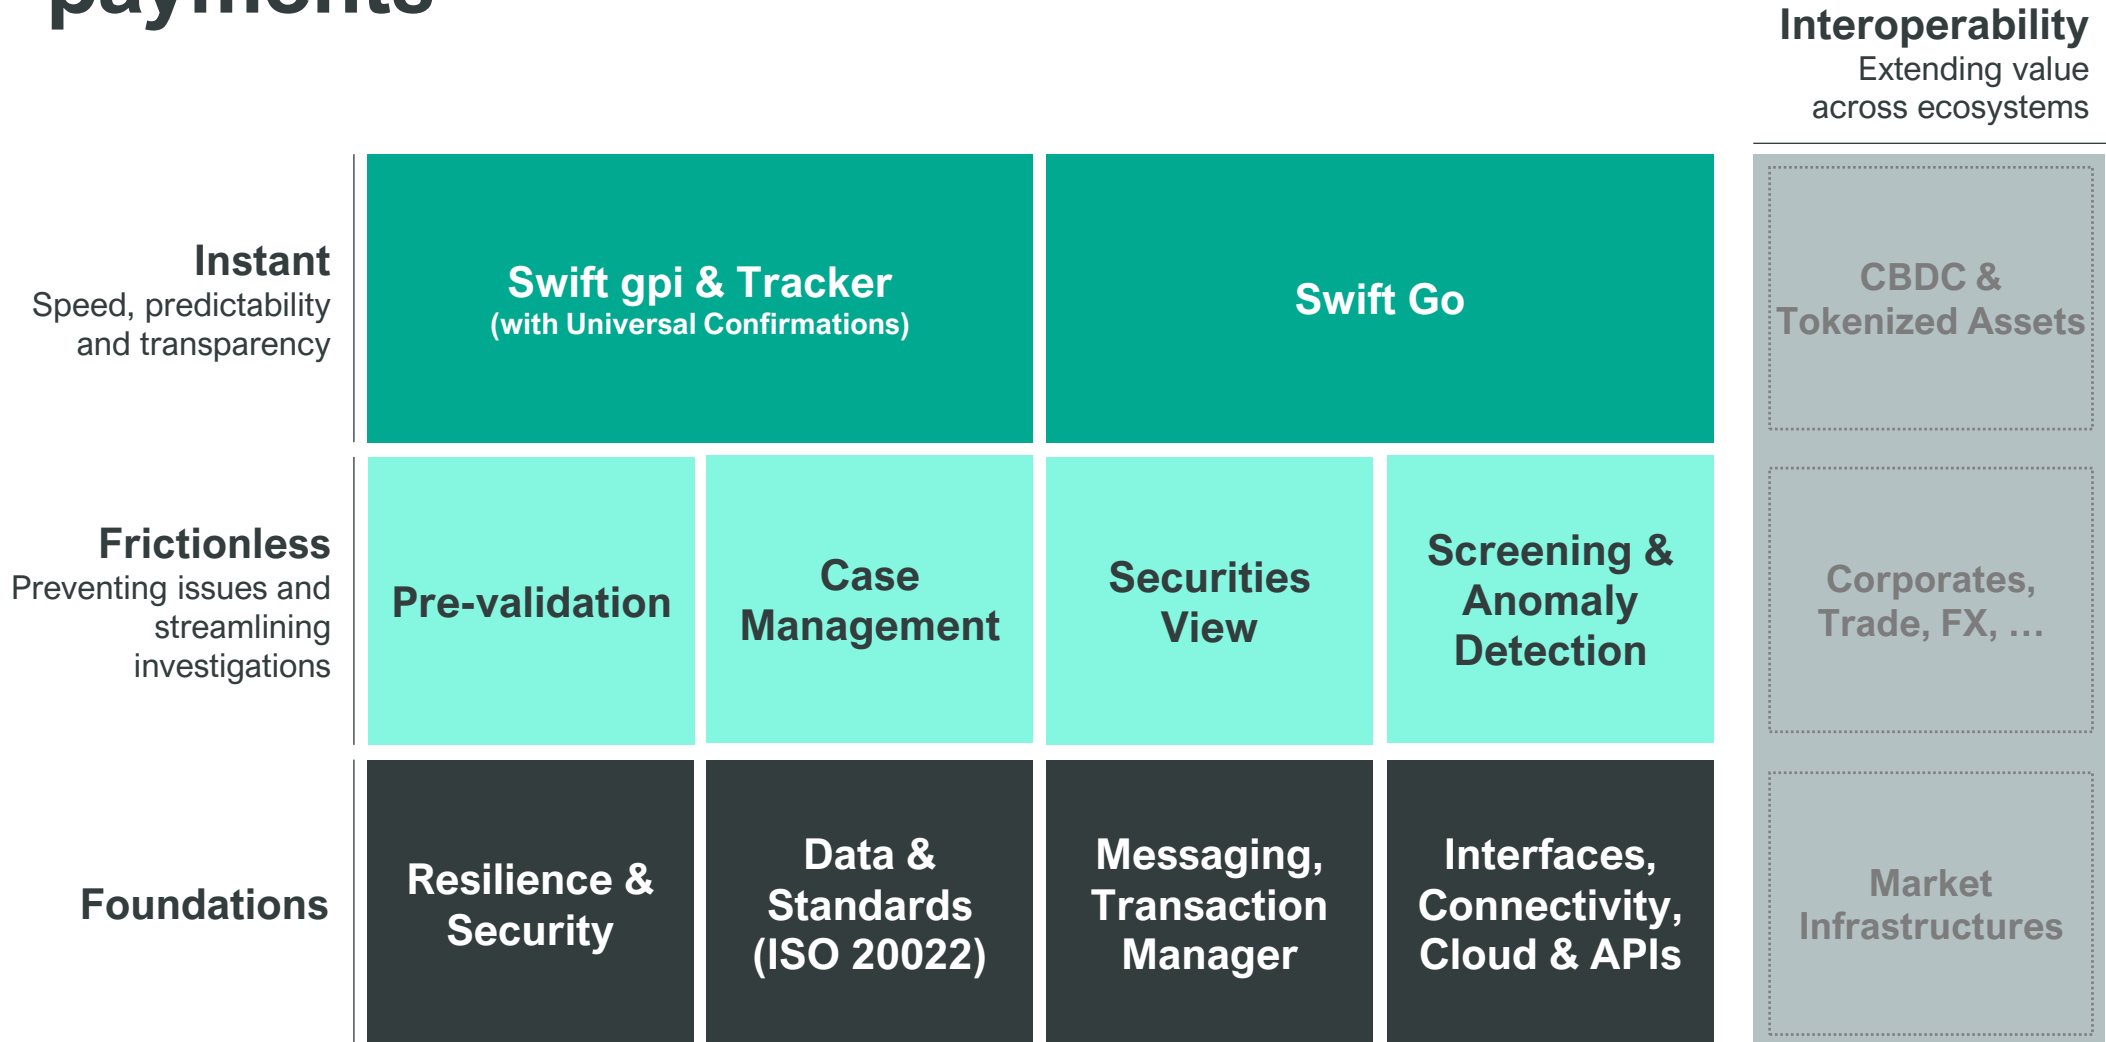 payments
Interoperability
Extending value
across ecosystems
Instant
Speed, predictability
and transparency
Swift gpi & Tracker
(with Universal Confirmations)
Swift Go
CBDC &
Tokenized Assets
Frictionless
Preventing issues and
streamlining
investigations
Pre-validation
Case
Management
Securities
View
Screening &
Anomaly
Detection
Corporates,
Trade, FX, …
Foundations
Resilience &
Security
Data &
Standards
(ISO 20022)
Messaging,
Transaction
Manager
Interfaces,
Connectivity,
Cloud & APIs
Market
Infrastructures